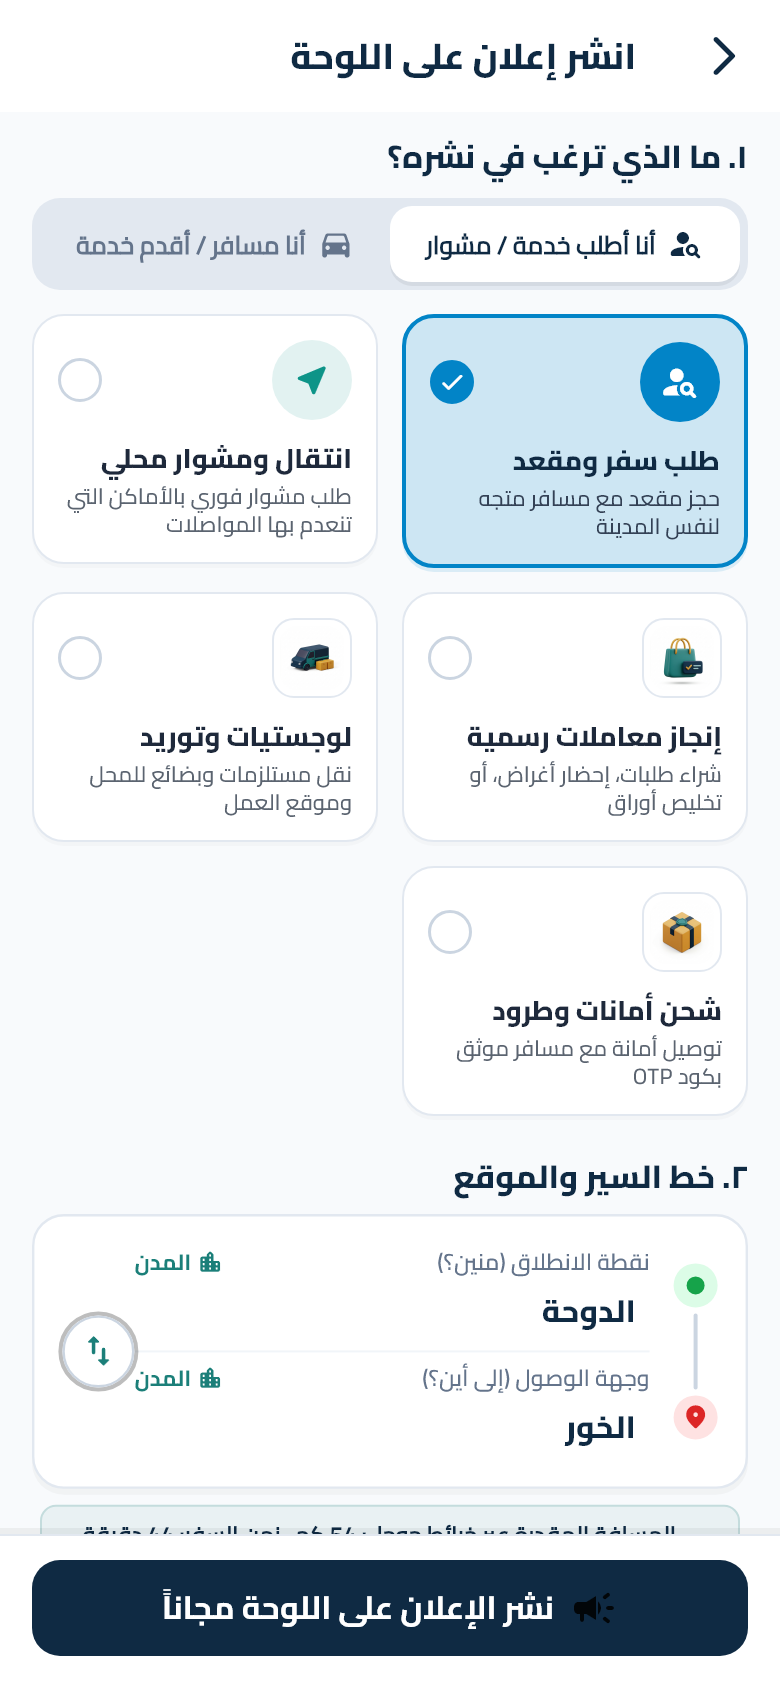 انشر إعلان على اللوحة
١. ما الذي ترغب في نشره؟
أنا أطلب خدمة / مشوار
أنا مسافر / أقدم خدمة
طلب سفر ومقعد
حجز مقعد مع مسافر متجه
لنفس المدينة
انتقال ومشوار محلي
طلب مشوار فوري بالأماكن التي
تنعدم بها المواصلات
إنجاز معاملات رسمية
شراء طلبات، إحضار أغراض، أو
تخليص أوراق
لوجستيات وتوريد
نقل مستلزمات وبضائع للمحل
وموقع العمل
شحن أمانات وطرود
توصيل أمانة مع مسافر موثق
بكود OTP
٢. خط السير والموقع
نقطة الانطلاق (منين؟)
المدن
الدوحة
وجهة الوصول (إلى أين؟)
المدن
الخور
نشر الإعلان على اللوحة مجاناً